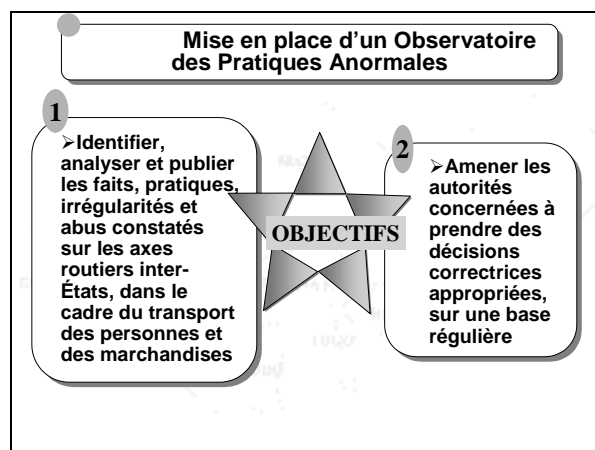 Mise en place d'un Observatoire
des Pratiques Anormales
1
➢Identifier,
analyser et publier
les faits, pratiques,
irrégularités et
abus constatés
sur les axes
routiers inter-
États, dans le
cadre du transport
des personnes et
des marchandises
OBJECTIFS
2
➢Amener les
autorités
concernées à
prendre des
décisions
correctrices
appropriées,
sur une base
régulière